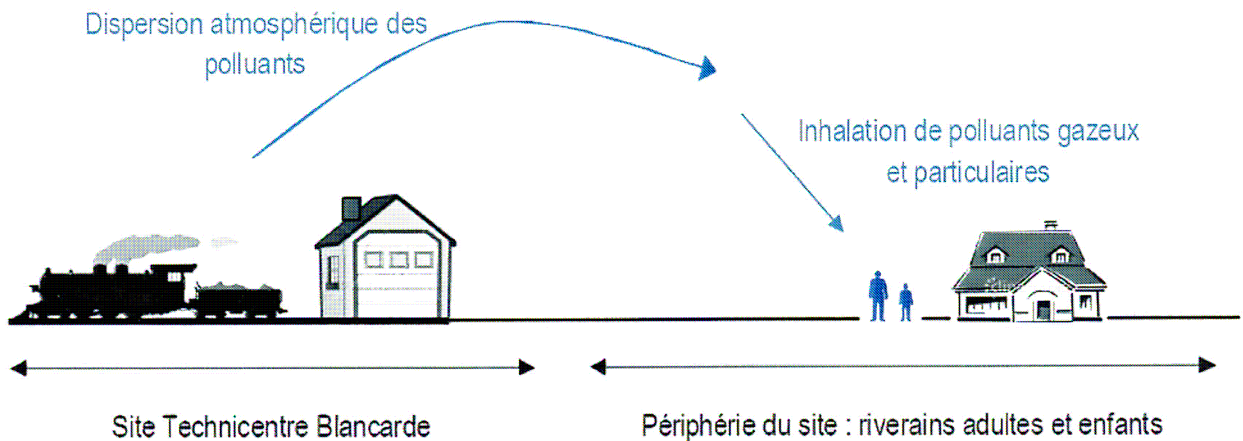 Dispersion atmosphérique des
polluants
Inhalation de polluants gazeux
et particulaires
Site Technicentre Blancarde
Périphérie du site : riverains adultes et enfants